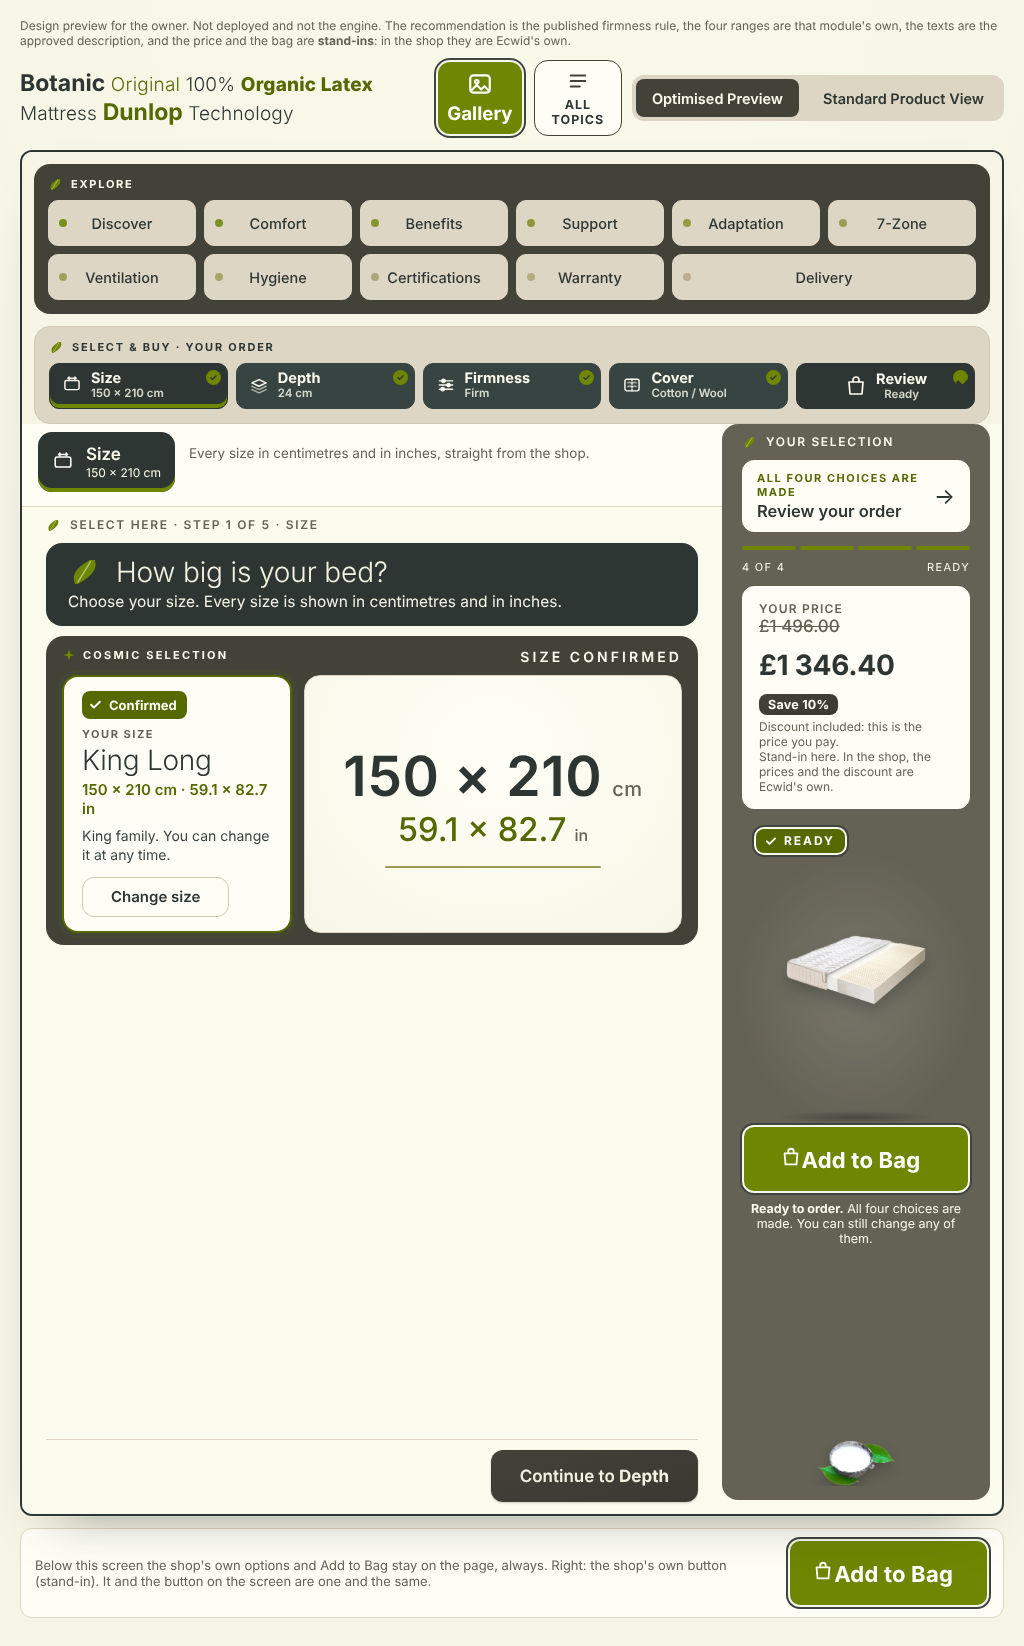 Design preview for the owner. Not deployed and not the engine. The recommendation is the published firmness rule, the four ranges are that module's own, the texts are the
approved description, and the price and the bag are stand-ins: in the shop they are Ecwid's own.
Botanic Original 100% Organic Latex
Mattress Dunlop Technology
Gallery
ALL
TOPICS
Optimised Preview
Standard Product View
EXPLORE
Discover
Comfort
Benefits
Support
Adaptation
7-Zone
Ventilation
Hygiene
Certifications
Warranty
Delivery
SELECT & BUY · YOUR ORDER
Size
150 × 210 cm
Depth
24 cm
Firmness
Firm
Cover
Cotton / Wool
Review
Ready
Size
150 × 210 cm
Every size in centimetres and in inches, straight from the shop.
SELECT HERE · STEP 1 OF 5 · SIZE
How big is your bed?
Choose your size. Every size is shown in centimetres and in inches.
COSMIC SELECTION
SIZE CONFIRMED
Confirmed
YOUR SIZE
King Long
150 × 210 cm · 59.1 × 82.7
in
King family. You can change
it at any time.
Change size
150 × 210 cm
59.1 × 82.7 in
Continue to Depth
YOUR SELECTION
ALL FOUR CHOICES ARE
MADE
Review your order
4 OF 4
READY
YOUR PRICE
£1 496.00
£1 346.40
Save 10%
Discount included: this is the
price you pay.
Stand-in here. In the shop, the
prices and the discount are
Ecwid's own.
READY
Add to Bag
Ready to order. All four choices are
made. You can still change any of
them.
Below this screen the shop's own options and Add to Bag stay on the page, always. Right: the shop's own button
(stand-in). It and the button on the screen are one and the same.
Add to Bag